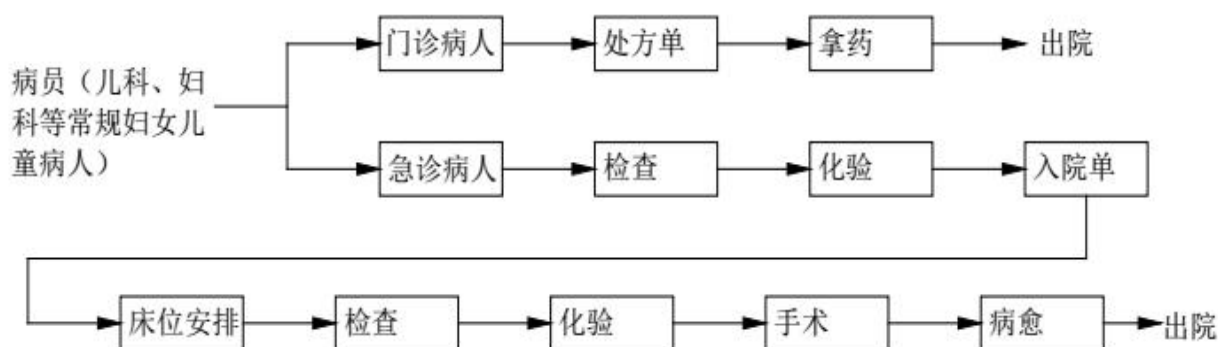 门诊病人
处方单
拿药
出院
病员（儿科、妇
科等常规妇女儿
童病人）
急诊病人
检查
化验
入院单
床位安排
检查
化验
手术
病愈
出院